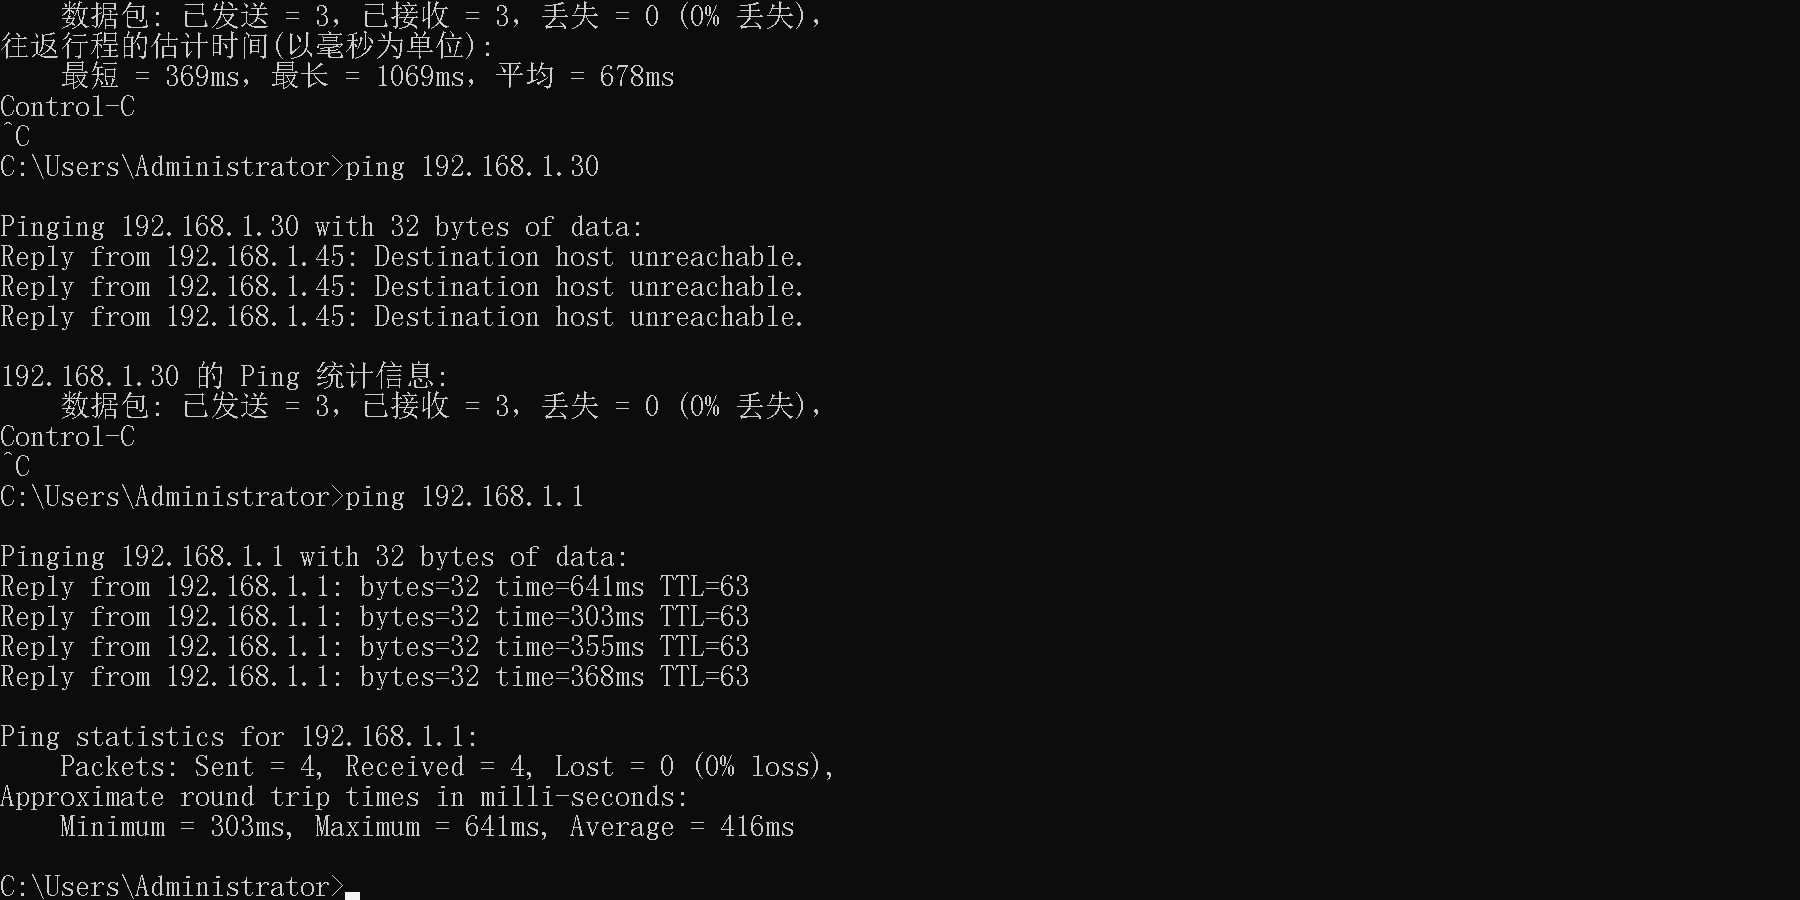 数据包: 已发送 = 3，已接收 = 3，丢失 = 0 (0% 丢失)，
往返行程的估计时间(以毫秒为单位):
最短 = 369ms，最长 = 1069ms，平均 = 678ms
Control-C
^C
C:\Users\Administrator>ping 192.168.1.30
Pinging 192.168.1.30 with 32 bytes of data:
Reply from 192.168.1.45: Destination host unreachable.
Reply from 192.168.1.45: Destination host unreachable.
Reply from 192.168.1.45: Destination host unreachable.
192.168.1.30 的 Ping 统计信息:
数据包: 已发送 = 3，已接收 = 3，丢失 = 0 (0% 丢失)，
Control-C
^C
C:\Users\Administrator>ping 192.168.1.1
Pinging 192.168.1.1 with 32 bytes of data:
Reply from 192.168.1.1: bytes=32 time=641ms TTL=63
Reply from 192.168.1.1: bytes=32 time=303ms TTL=63
Reply from 192.168.1.1: bytes=32 time=355ms TTL=63
Reply from 192.168.1.1: bytes=32 time=368ms TTL=63
Ping statistics for 192.168.1.1:
Packets: Sent = 4, Received = 4, Lost = 0 (0% loss),
Approximate round trip times in milli-seconds:
Minimum = 303ms, Maximum = 641ms, Average = 416ms
C:\Users\Administrator>